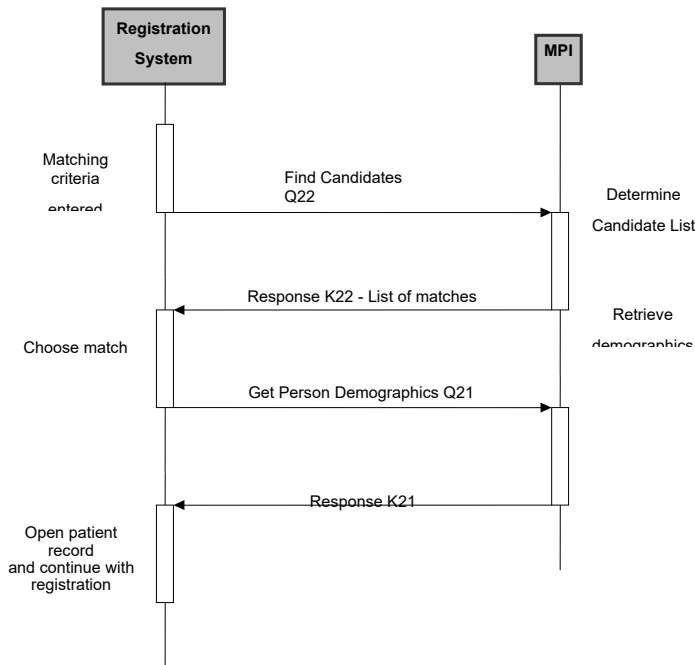 Registration
System
MPI
Matching
criteria
entered
Find Candidates
Q22
Determine
Candidate List
Response K22 - List of matches
Retrieve
demographics
Choose match
Get Person Demographics Q21
Response K21
Open patient
record
and continue with
registration